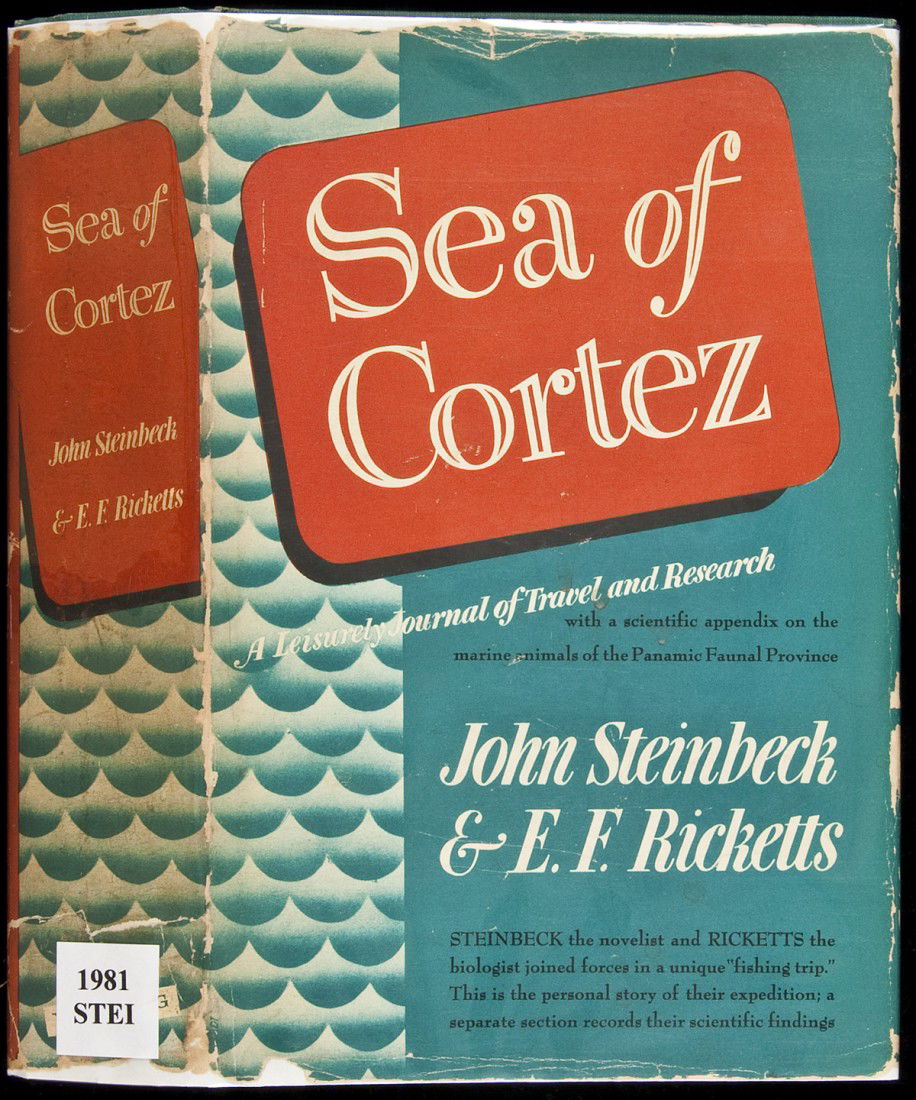 Sea of
Cortez
John Steinbeck
& E. F. Ricketts
1981
STEI
G
Sea of
Cortez
A Leisurely Journal of Travel and Research
with a scientific appendix on the
marine animals of the Panamic Faunal Province
John Steinbeck
& E. F. Ricketts
STEINBECK the novelist and RICKETTS the
biologist joined forces in a unique "fishing trip."
This is the personal story of their expedition; a
separate section records their scientific findings